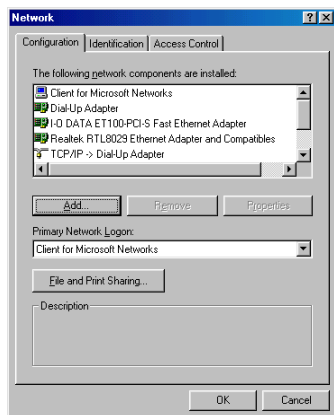 Network
Configuration Identification Access Control
The following network components are installed:
Client for Microsoft Networks
Dial-Up Adapter
I-O DATA ET100-PCI-S Fast Ethernet Adapter
Realtek RTL8029 Ethernet Adapter and Compatibles
TCP/IP -> Dial-Up Adapter
Add... Remove Properties
Primary Network Logon:
Client for Microsoft Networks
File and Print Sharing...
Description
OK Cancel